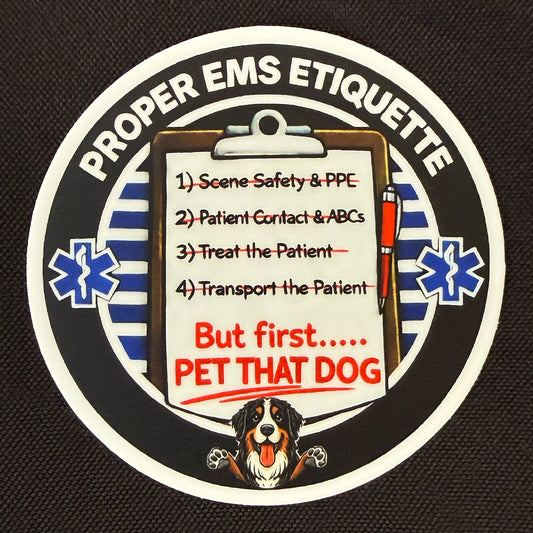 PROPER EMS ETIQUETTE
1) Scene Safety & PPE
2) Patient Contact & ABCs
3) Treat the Patient
4) Transport the Patient
But first.....
PET THAT DOG